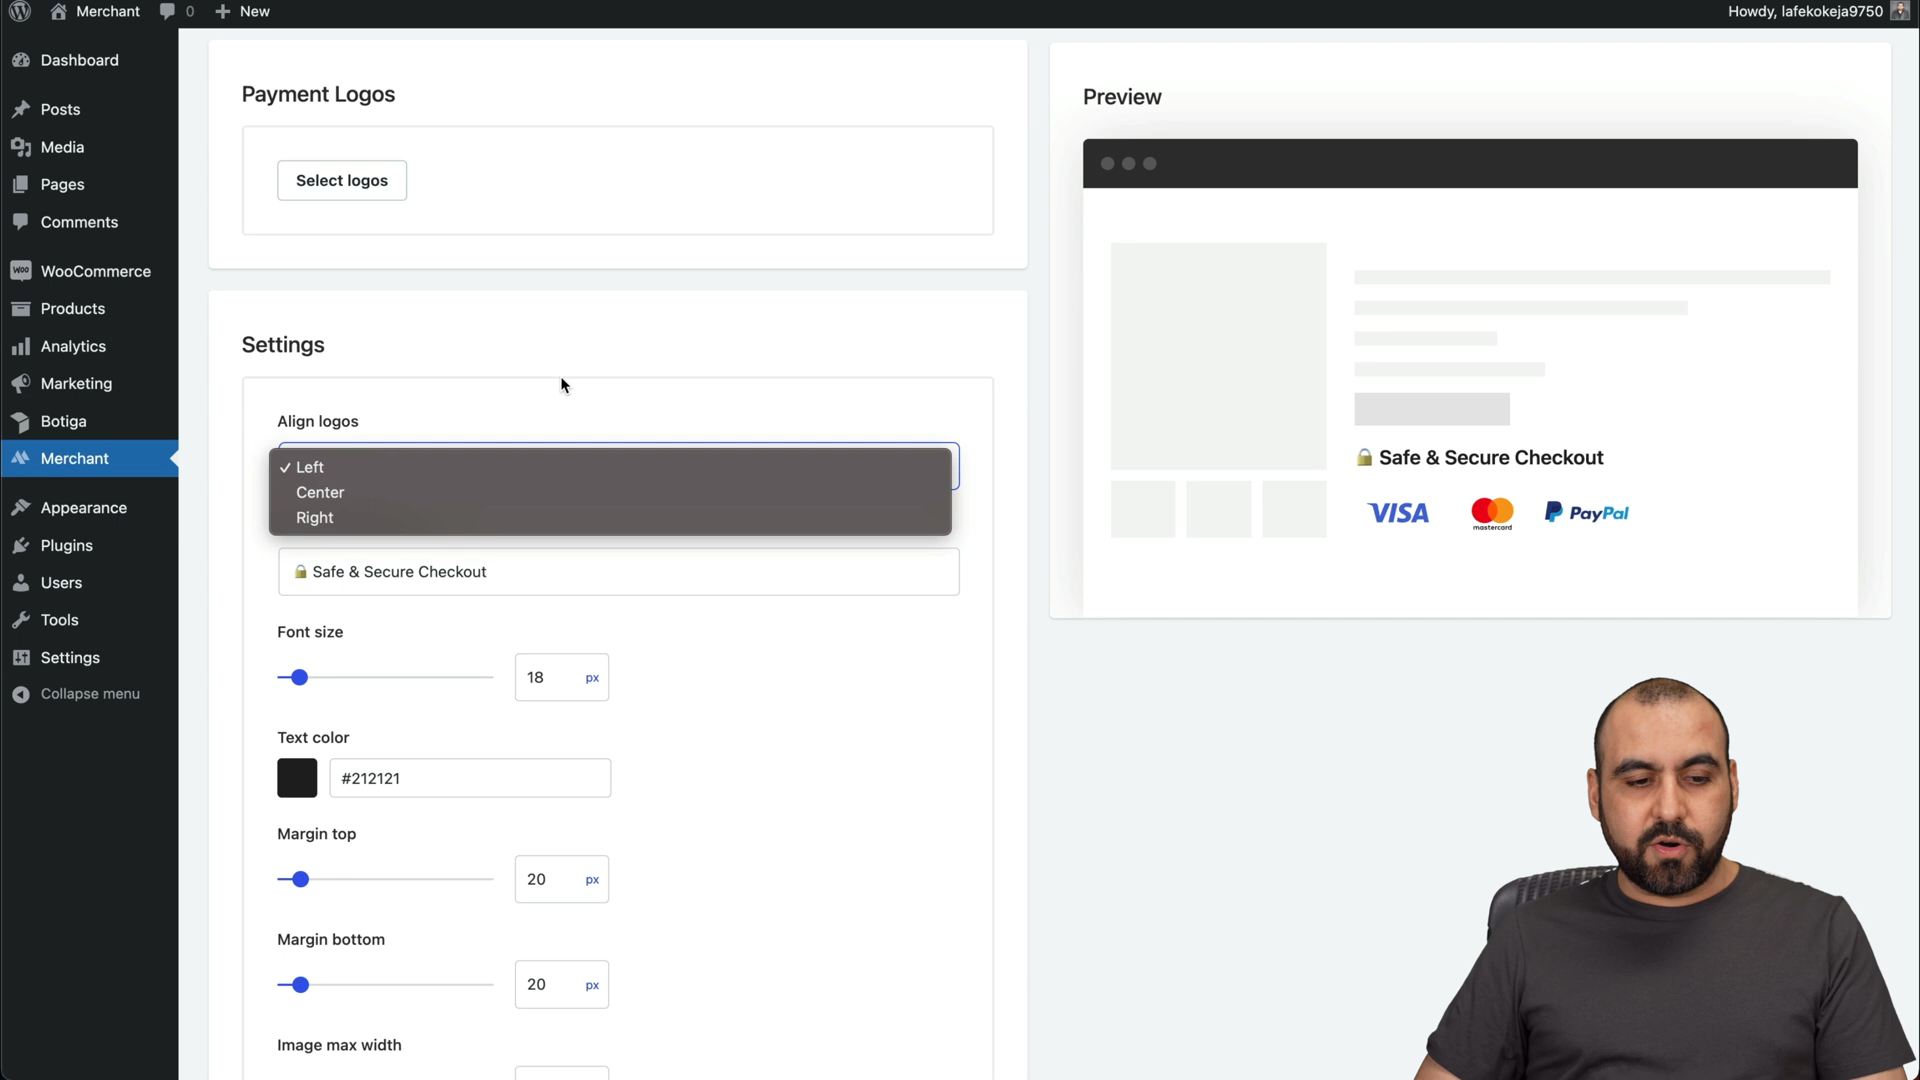 Merchant
0
New
Howdy, lafekokeja9750
Dashboard
Posts
Media
Pages
Comments
WooCommerce
Products
Analytics
Marketing
Botiga
Merchant
Appearance
Plugins
Users
Tools
Settings
Collapse menu
Payment Logos
Select logos
Settings
Align logos
✓ Left
Center
Right
🔒 Safe & Secure Checkout
Font size
18 px
Text color
#212121
Margin top
20 px
Margin bottom
20 px
Image max width
Preview
🔒 Safe & Secure Checkout
VISA
mastercard
PayPal